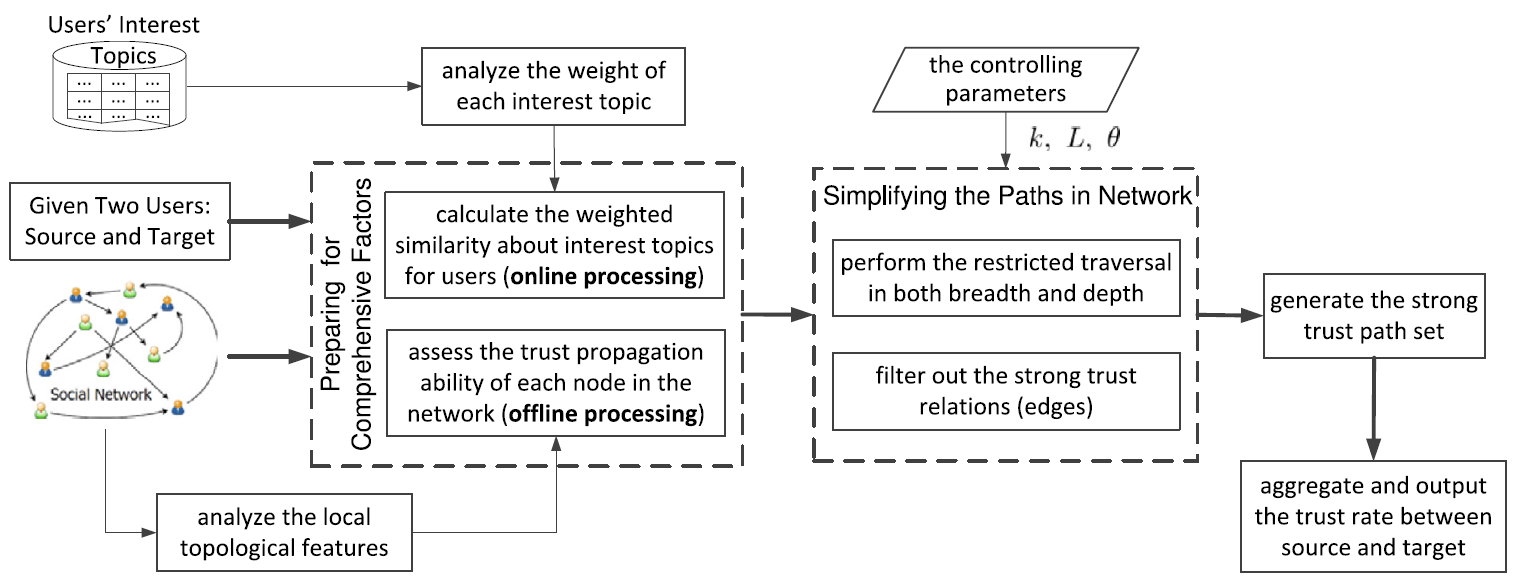 Users' Interest
Topics
... ... ...
... ... ...
... ... ...
analyze the weight of
each interest topic
the controlling
parameters
k, L, θ
Given Two Users:
Source and Target
Social Network
Preparing for
Comprehensive Factors
calculate the weighted
similarity about interest topics
for users (online processing)
assess the trust propagation
ability of each node in the
network (offline processing)
analyze the local
topological features
Simplifying the Paths in Network
perform the restricted traversal
in both breadth and depth
filter out the strong trust
relations (edges)
generate the strong
trust path set
aggregate and output
the trust rate between
source and target